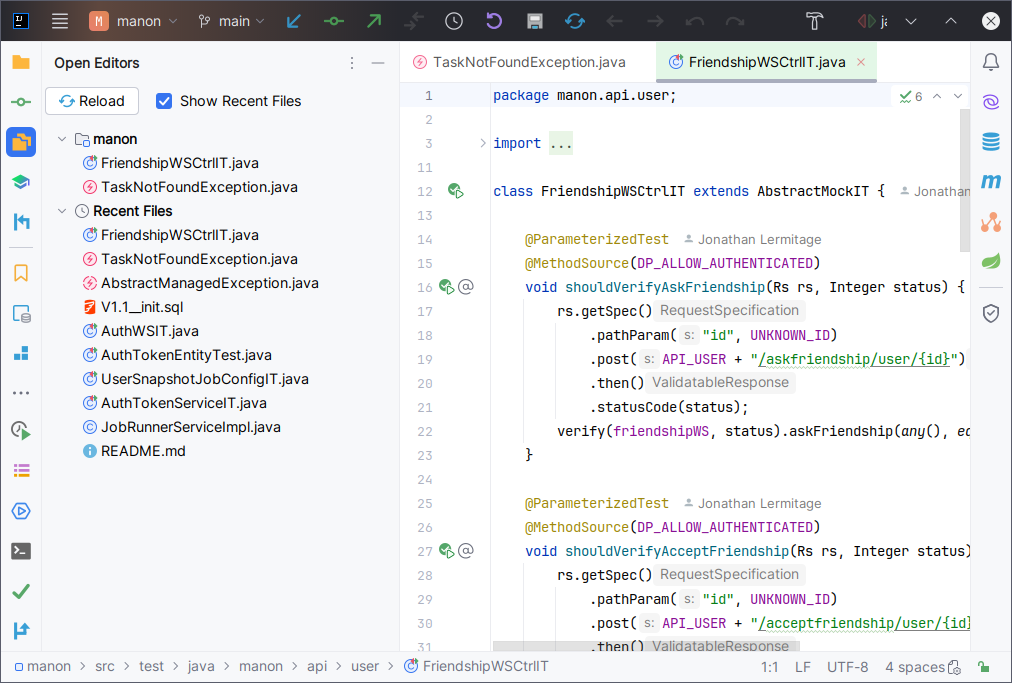 M manon main ja
Open Editors
Reload Show Recent Files
manon
FriendshipWSCtrlIT.java
TaskNotFoundException.java
Recent Files
FriendshipWSCtrlIT.java
TaskNotFoundException.java
AbstractManagedException.java
V1.1__init.sql
AuthWSIT.java
AuthTokenEntityTest.java
UserSnapshotJobConfigIT.java
AuthTokenServiceIT.java
JobRunnerServiceImpl.java
README.md
TaskNotFoundException.java FriendshipWSCtrlIT.java
1 package manon.api.user; 6
2
3 import ...
11
12 class FriendshipWSCtrlIT extends AbstractMockIT { Jonathan
13
14 @ParameterizedTest Jonathan Lermitage
15 @MethodSource(DP_ALLOW_AUTHENTICATED)
16 void shouldVerifyAskFriendship(Rs rs, Integer status) {
17 rs.getSpec() RequestSpecification
18 .pathParam( s: "id", UNKNOWN_ID)
19 .post( s: API_USER + "/askfriendship/user/{id}")
20 .then() ValidatableResponse
21 .statusCode(status);
22 verify(friendshipWS, status).askFriendship(any(), eq
23 }
24
25 @ParameterizedTest Jonathan Lermitage
26 @MethodSource(DP_ALLOW_AUTHENTICATED)
27 void shouldVerifyAcceptFriendship(Rs rs, Integer status)
28 rs.getSpec() RequestSpecification
29 .pathParam( s: "id", UNKNOWN_ID)
30 .post( s: API_USER + "/acceptfriendship/user/{id}
31 .then() ValidatableResponse
manon > src > test > java > manon > api > user > FriendshipWSCtrlIT 1:1 LF UTF-8 4 spaces